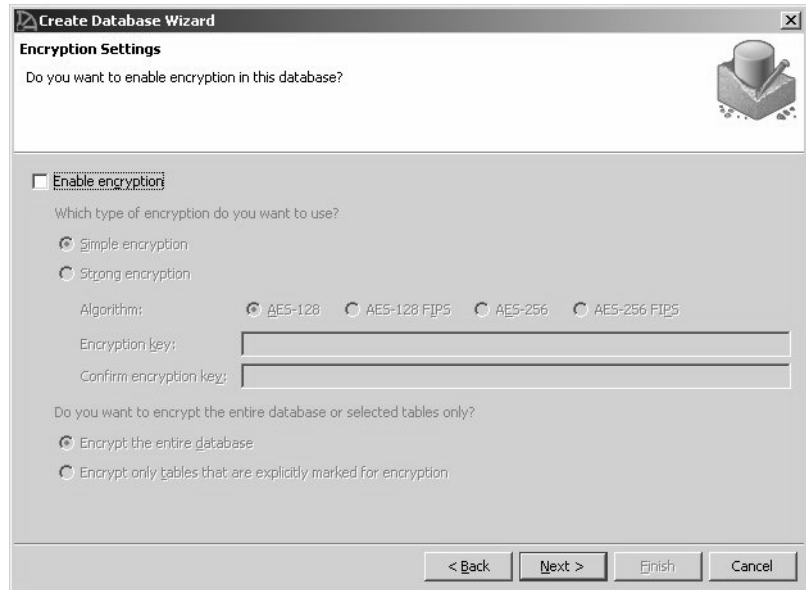 Create Database Wizard
Encryption Settings
Do you want to enable encryption in this database?
Enable encryption
Which type of encryption do you want to use?
Simple encryption
Strong encryption
Algorithm: AES-128 AES-128 FIPS AES-256 AES-256 FIPS
Encryption key:
Confirm encryption key:
Do you want to encrypt the entire database or selected tables only?
Encrypt the entire database
Encrypt only tables that are explicitly marked for encryption
< Back Next > Finish Cancel